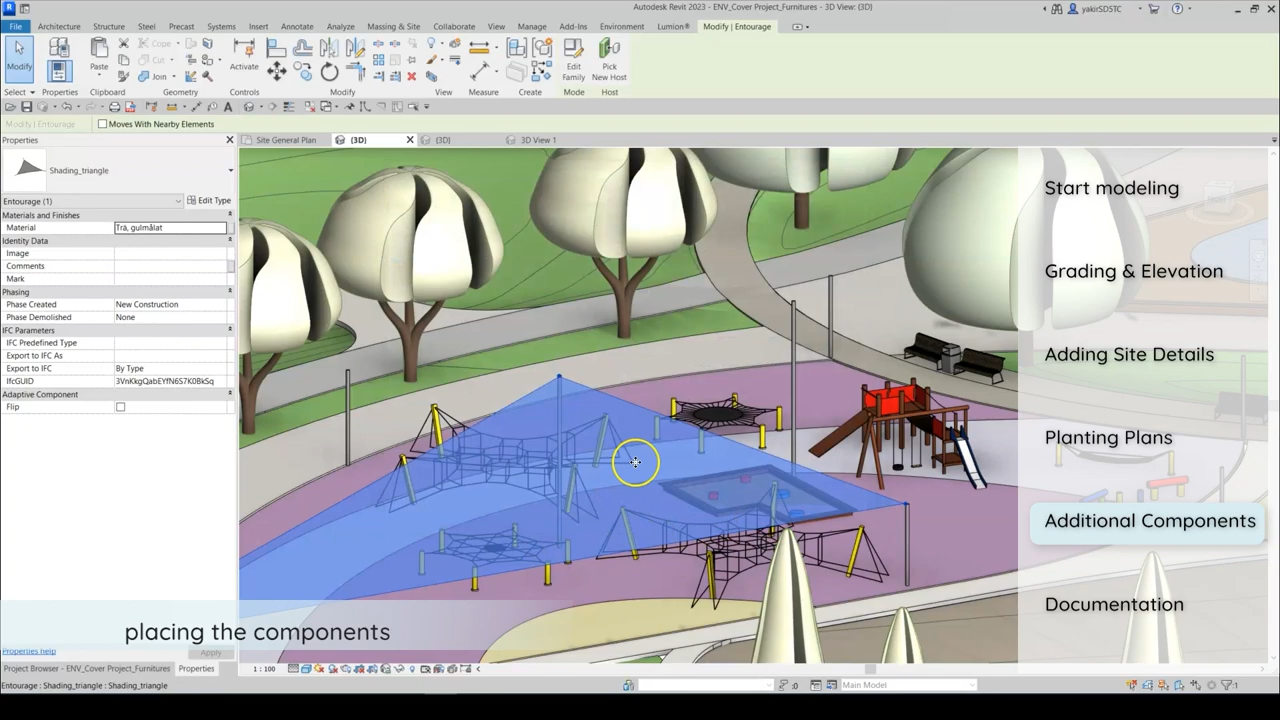 Autodesk Revit 2023 - ENV_Cover Project_Furnitures - 3D View: {3D}
yakirSDSTC
File Architecture Structure Steel Precast Systems Insert Annotate Analyze Massing & Site Collaborate View Manage Add-Ins Environment Lumion® Modify | Entourage
Modify
Paste
Cope
Cut
Join
Activate
Edit Family
Pick New Host
Select Properties Clipboard Geometry Controls Modify View Measure Create Mode Host
Modify | Entourage
Moves With Nearby Elements
Properties
Site General Plan
{3D}
{3D}
3D View 1
Shading_triangle
Entourage (1)
Edit Type
Materials and Finishes
Material Trä, gulmålat
Identity Data
Image
Comments
Mark
Phasing
Phase Created New Construction
Phase Demolished None
IFC Parameters
IFC Predefined Type
Export to IFC As
Export to IFC By Type
IfcGUID 3VnKkgQabEYfN6S7K0BkSq
Adaptive Component
Flip
Start modeling
Grading & Elevation
Adding Site Details
Planting Plans
Additional Components
Documentation
placing the components
Properties help
Apply
Project Browser - ENV_Cover Project_Furnitures
Properties
1 : 100
Entourage : Shading_triangle : Shading_triangle
:0
Main Model
:1